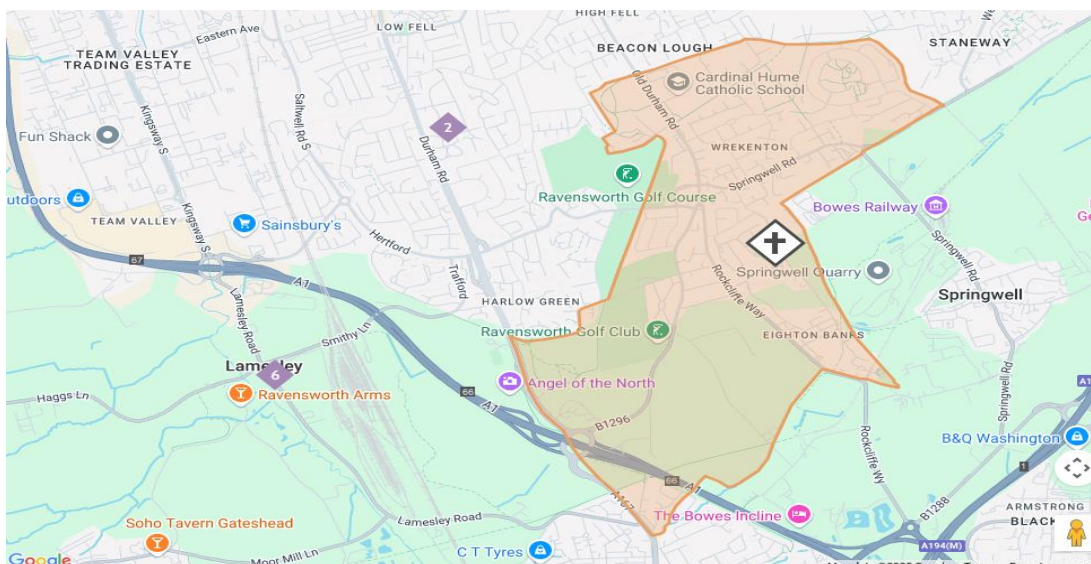 HIGH FELL
LOW FELL
Eastern Ave
TEAM VALLEY
TRADING ESTATE
BEACON LOUGH
STANEWAY
Cardinal Hume
Catholic School
Old Durham Rd
Kingsway S
Saltwell Rd S
Fun Shack
2
Durham Rd
WREKENTON
Springwell Rd
Ravensworth Golf Course
utdoors
Bowes Railway
TEAM VALLEY
Sainsbury's
Kingsway S
Hertford
Springwell Rd
67
A1
Trafford
Springwell Quarry
Rockcliffe Way
Springwell
Lamesley Road
HARLOW GREEN
Smithy Ln
Ravensworth Golf Club
EIGHTON BANKS
Lamesley
6
Angel of the North
Haggs Ln
Ravensworth Arms
66
A1
B1296
Springwell Rd
B&Q Washington
Rockcliffe Wy
66
A1
1
A167
Lamesley Road
The Bowes Incline
B1288
ARMSTRONG
BLACK
Soho Tavern Gateshead
C T Tyres
A194(M)
Moor Mill Ln
Google